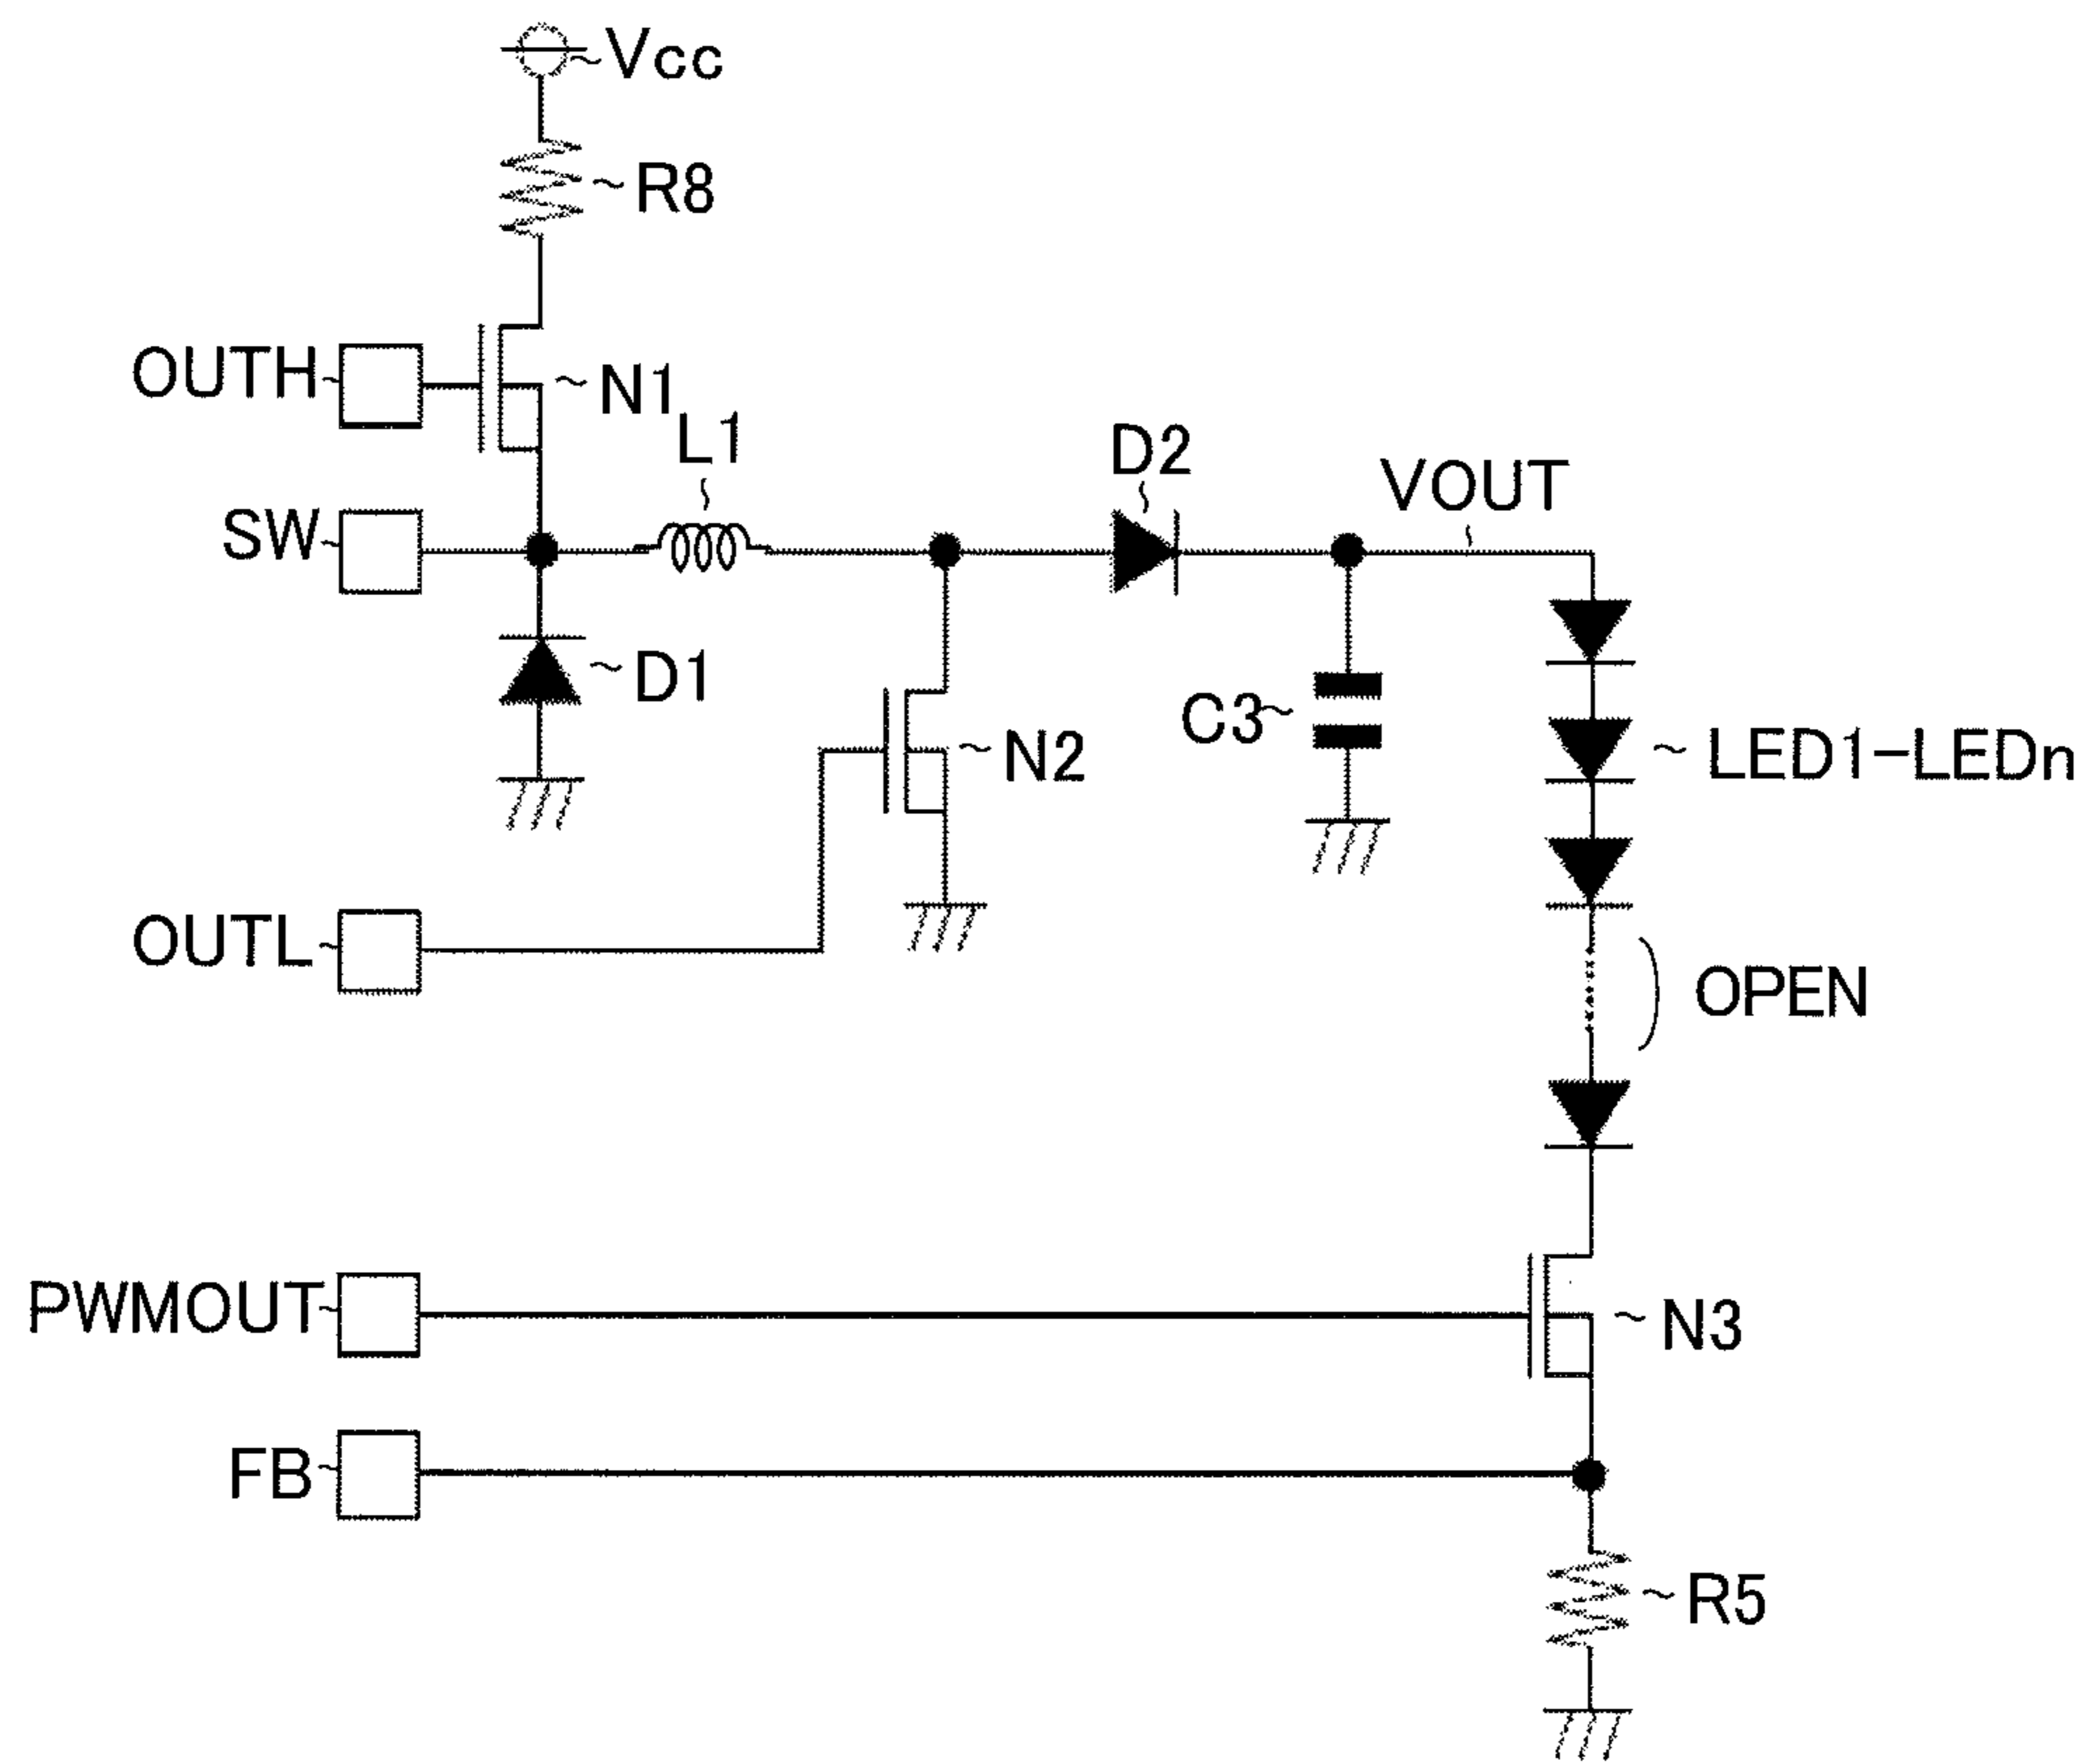 Vcc
R8
OUTH
N1
L1
D2
VOUT
SW
D1
C3
N2
LED1-LEDn
OUTL
OPEN
PWMOUT
N3
FB
R5